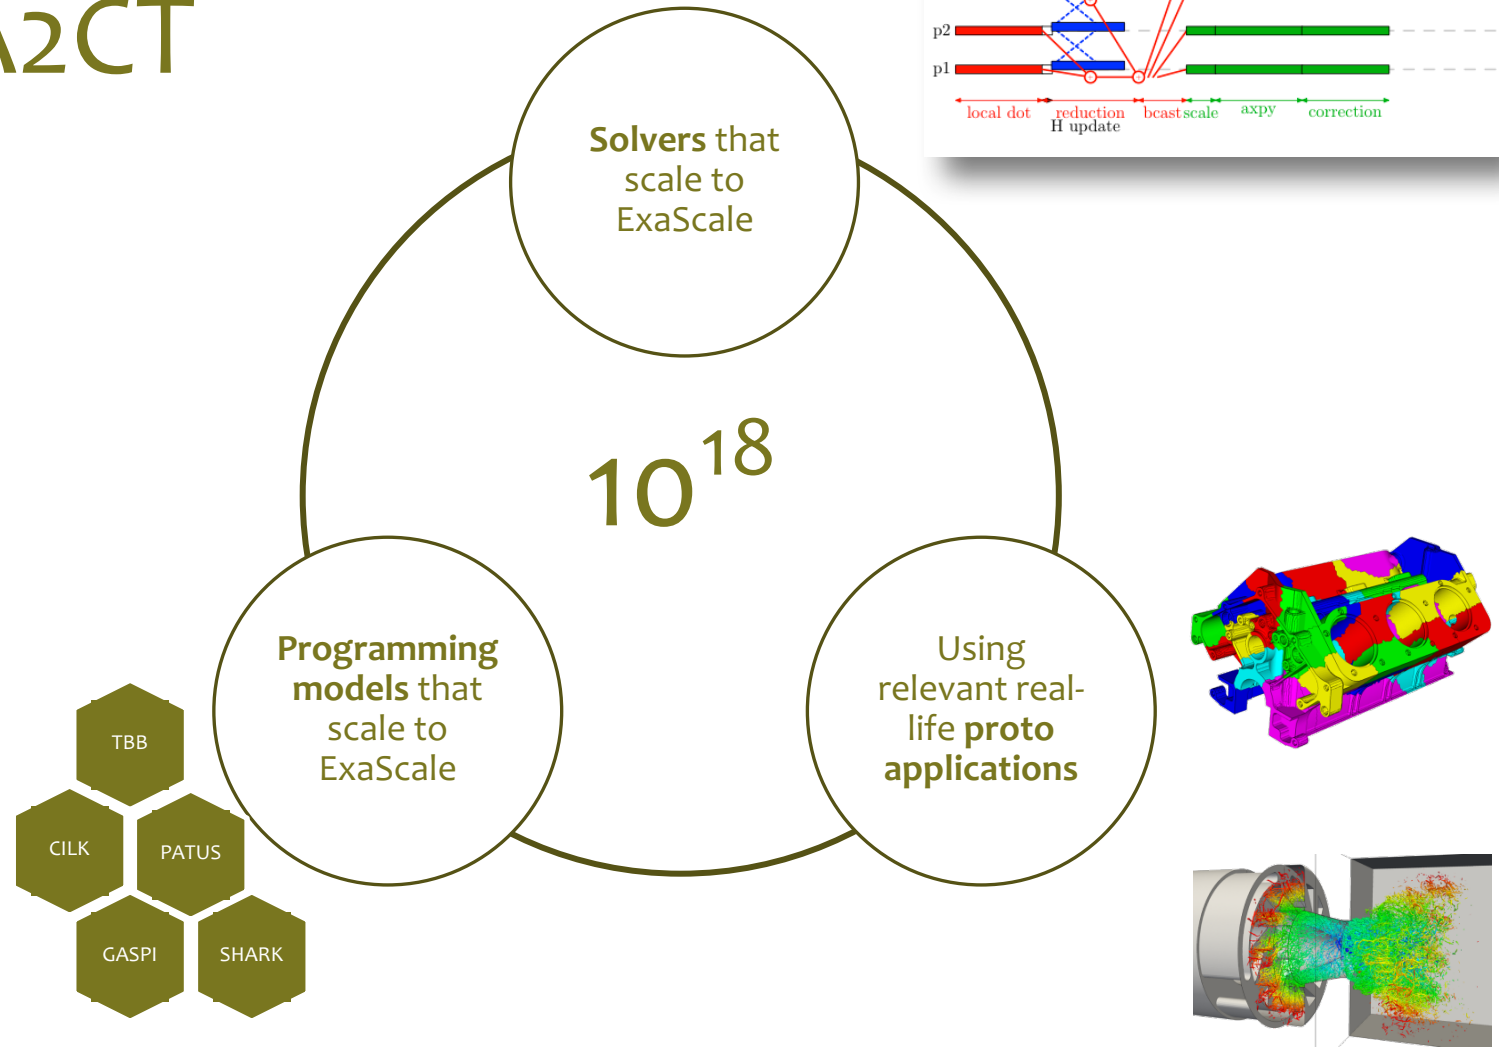 A2CT
p2
p1
local dot reduction bcast scale axpy correction
H update
Solvers that
scale to
ExaScale
10^18
Programming
models that
scale to
ExaScale
Using
relevant real-
life proto
applications
TBB
CILK
PATUS
GASPI
SHARK